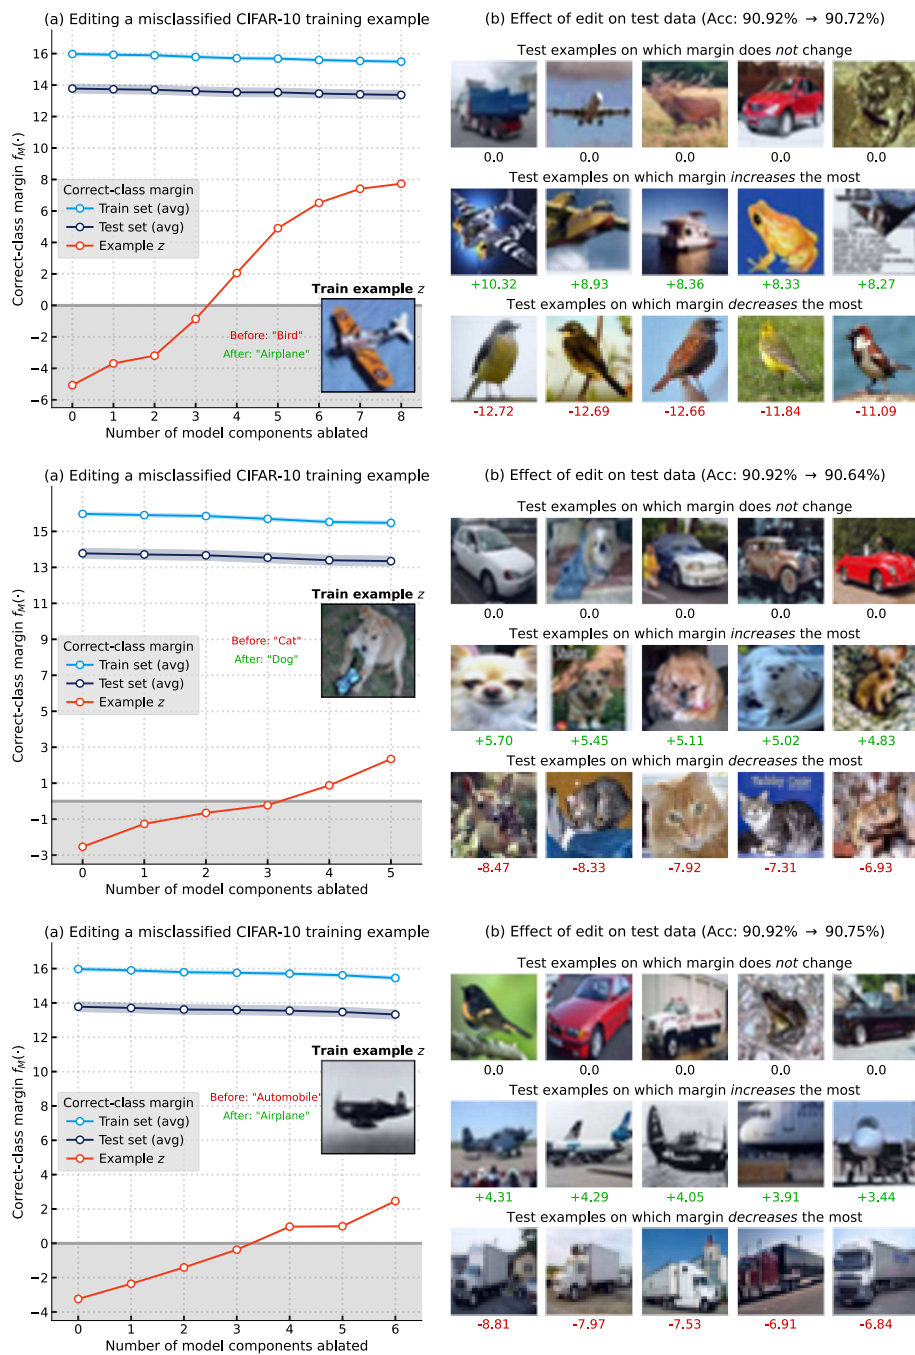 (a) Editing a misclassified CIFAR-10 training example
Correct-class margin f_M(·)
16
14
12
10
8
6
4
2
0
−2
−4
−6
Correct-class margin
Train set (avg)
Test set (avg)
Example z
Train example z
Before: "Bird"
After: "Airplane"
0 1 2 3 4 5 6 7 8
Number of model components ablated
(b) Effect of edit on test data (Acc: 90.92% → 90.72%)
Test examples on which margin does not change
0.0 0.0 0.0 0.0 0.0
Test examples on which margin increases the most
+10.32 +8.93 +8.36 +8.33 +8.27
Test examples on which margin decreases the most
-12.72 -12.69 -12.66 -11.84 -11.09
(a) Editing a misclassified CIFAR-10 training example
Correct-class margin f_M(·)
15
13
11
9
7
5
3
1
−1
−3
Train example z
Before: "Cat"
After: "Dog"
Correct-class margin
Train set (avg)
Test set (avg)
Example z
0 1 2 3 4 5
Number of model components ablated
(b) Effect of edit on test data (Acc: 90.92% → 90.64%)
Test examples on which margin does not change
0.0 0.0 0.0 0.0 0.0
Test examples on which margin increases the most
+5.70 +5.45 +5.11 +5.02 +4.83
Test examples on which margin decreases the most
-8.47 -8.33 -7.92 -7.31 -6.93
(a) Editing a misclassified CIFAR-10 training example
Correct-class margin f_M(·)
16
14
12
10
8
6
4
2
0
−2
−4
Train example z
Before: "Automobile"
After: "Airplane"
Correct-class margin
Train set (avg)
Test set (avg)
Example z
0 1 2 3 4 5 6
Number of model components ablated
(b) Effect of edit on test data (Acc: 90.92% → 90.75%)
Test examples on which margin does not change
0.0 0.0 0.0 0.0 0.0
Test examples on which margin increases the most
+4.31 +4.29 +4.05 +3.91 +3.44
Test examples on which margin decreases the most
-8.81 -7.97 -7.53 -6.91 -6.84